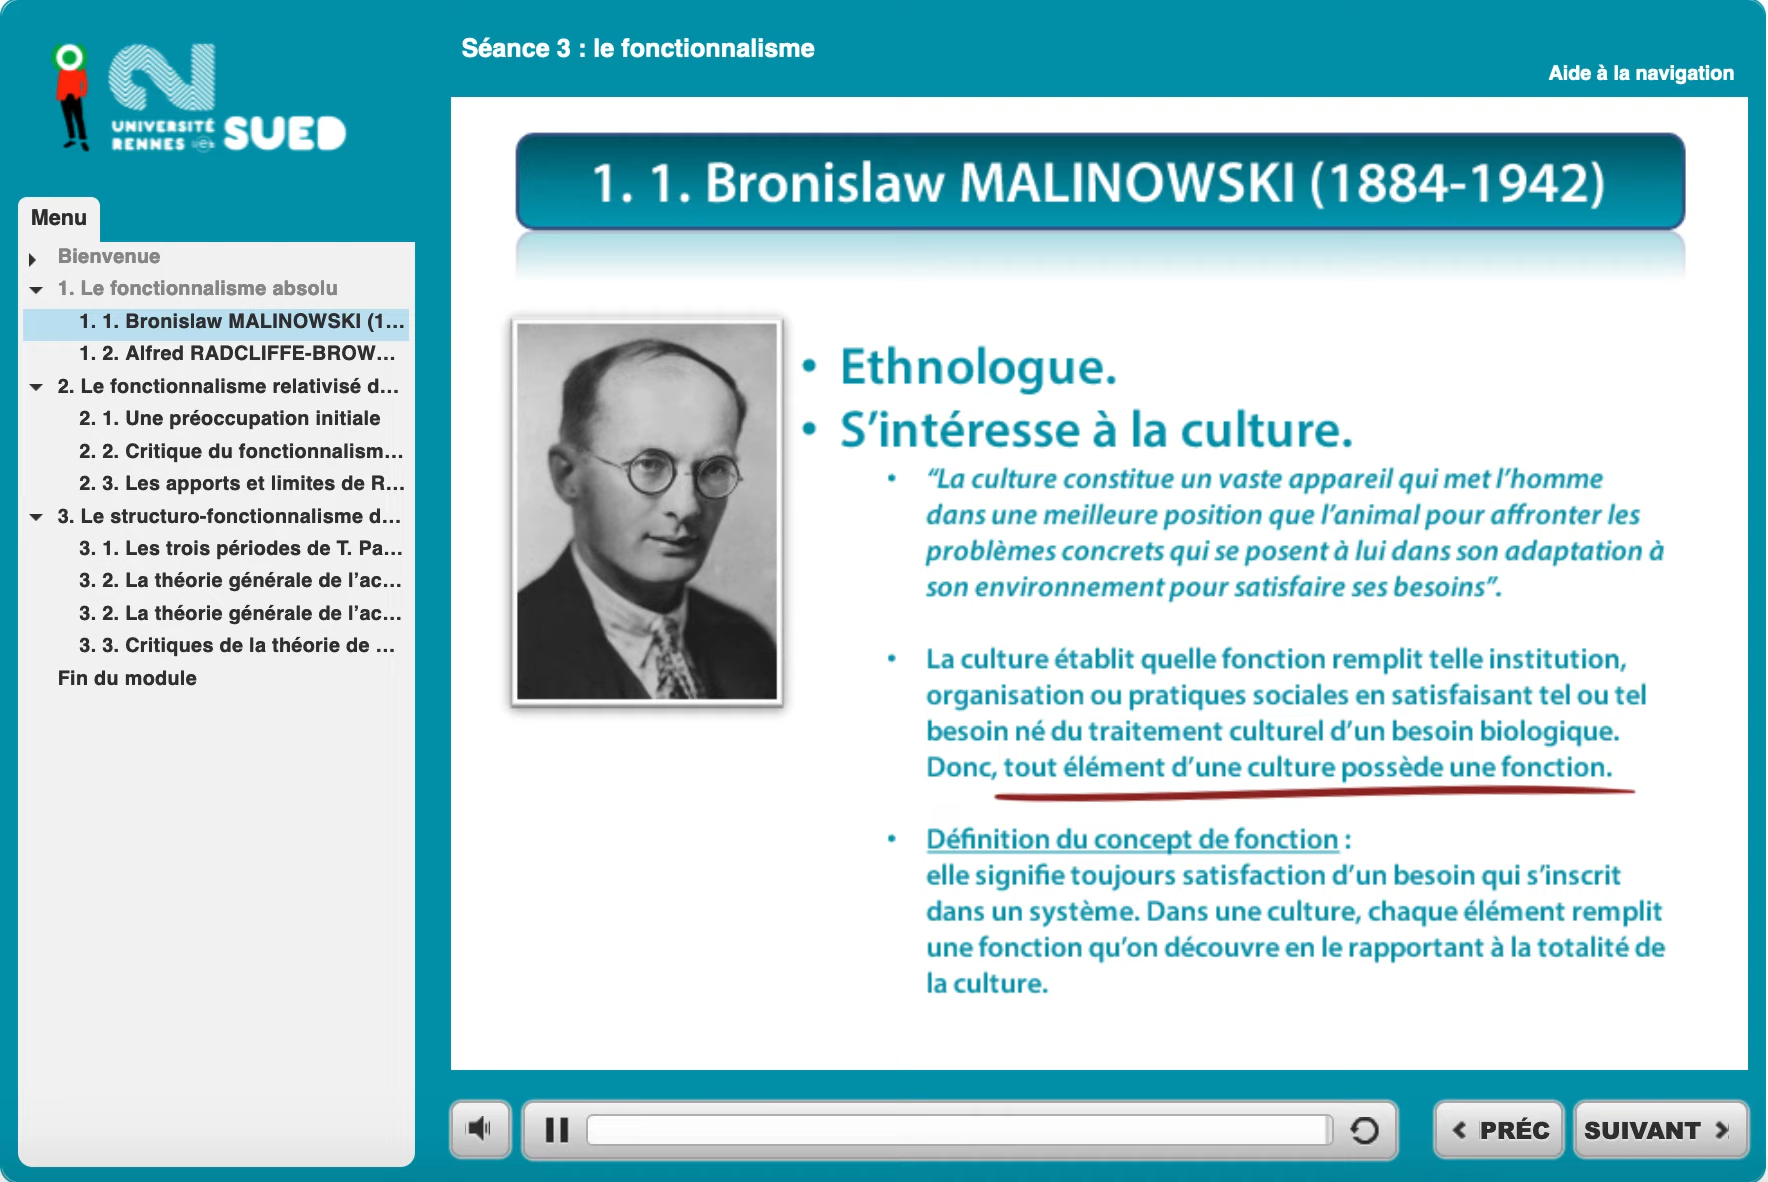 UNIVERSITÉ
RENNES
SUED
Séance 3 : le fonctionnalisme
Aide à la navigation
Menu
Bienvenue
1. Le fonctionnalisme absolu
1. 1. Bronislaw MALINOWSKI (1...
1. 2. Alfred RADCLIFFE-BROW...
2. Le fonctionnalisme relativisé d...
2. 1. Une préoccupation initiale
2. 2. Critique du fonctionnalism...
2. 3. Les apports et limites de R...
3. Le structuro-fonctionnalisme d...
3. 1. Les trois périodes de T. Pa...
3. 2. La théorie générale de l’ac...
3. 2. La théorie générale de l’ac...
3. 3. Critiques de la théorie de ...
Fin du module
1. 1. Bronislaw MALINOWSKI (1884-1942)
• Ethnologue.
• S’intéresse à la culture.
• “La culture constitue un vaste appareil qui met l’homme
dans une meilleure position que l’animal pour affronter les
problèmes concrets qui se posent à lui dans son adaptation à
son environnement pour satisfaire ses besoins”.
• La culture établit quelle fonction remplit telle institution,
organisation ou pratiques sociales en satisfaisant tel ou tel
besoin né du traitement culturel d’un besoin biologique.
Donc, tout élément d’une culture possède une fonction.
• Définition du concept de fonction :
elle signifie toujours satisfaction d’un besoin qui s’inscrit
dans un système. Dans une culture, chaque élément remplit
une fonction qu’on découvre en le rapportant à la totalité de
la culture.
PRÉC
SUIVANT